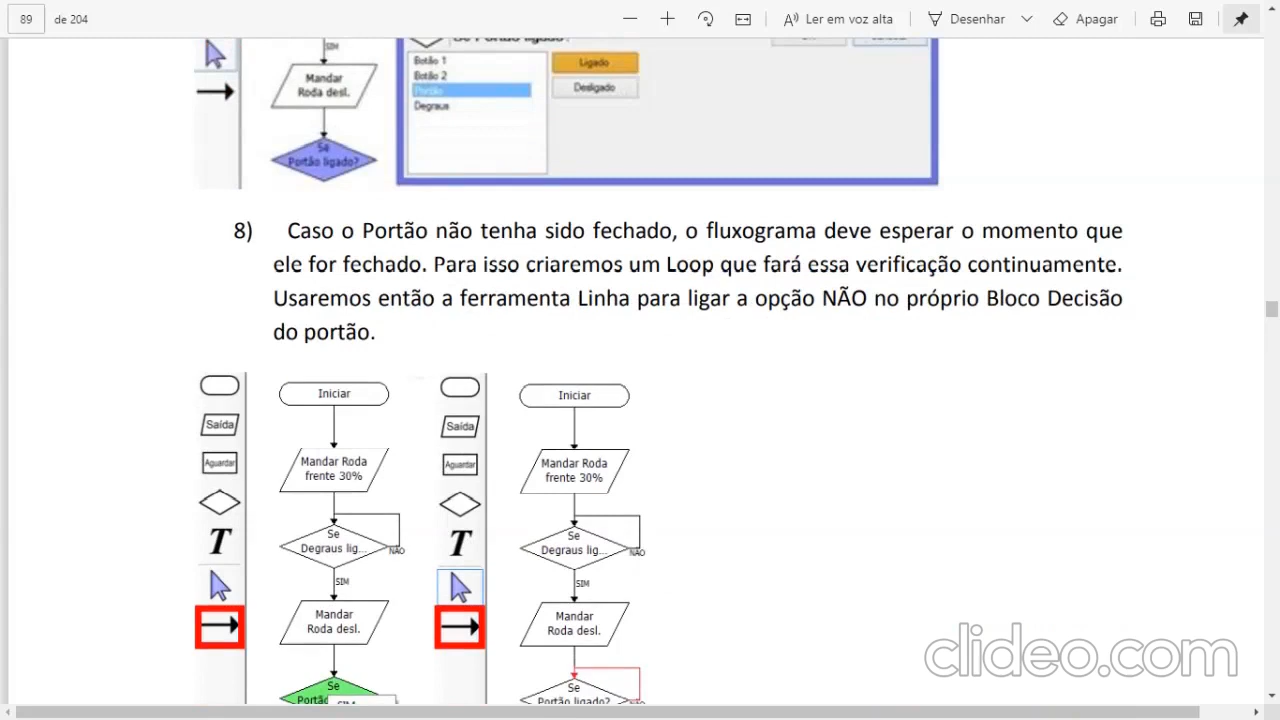 89 de 204 Ler em voz alta Desenhar Apagar
SIM
Mandar
Roda desl.
Se
Portão ligado?
Se Portão ligado?
Botão 1
Botão 2
Portão
Degraus
Ligado
Desligado
8) Caso o Portão não tenha sido fechado, o fluxograma deve esperar o momento que
ele for fechado. Para isso criaremos um Loop que fará essa verificação continuamente.
Usaremos então a ferramenta Linha para ligar a opção NÃO no próprio Bloco Decisão
do portão.
Saída
Aguardar
T
Iniciar
Mandar Roda
frente 30%
Se
Degraus lig...
NÃO
SIM
Mandar
Roda desl.
Se
SIM
Saída
Aguardar
T
Iniciar
Mandar Roda
frente 30%
Se
Degraus lig...
NÃO
SIM
Mandar
Roda desl.
Se
Portão ligado?
clideo.com